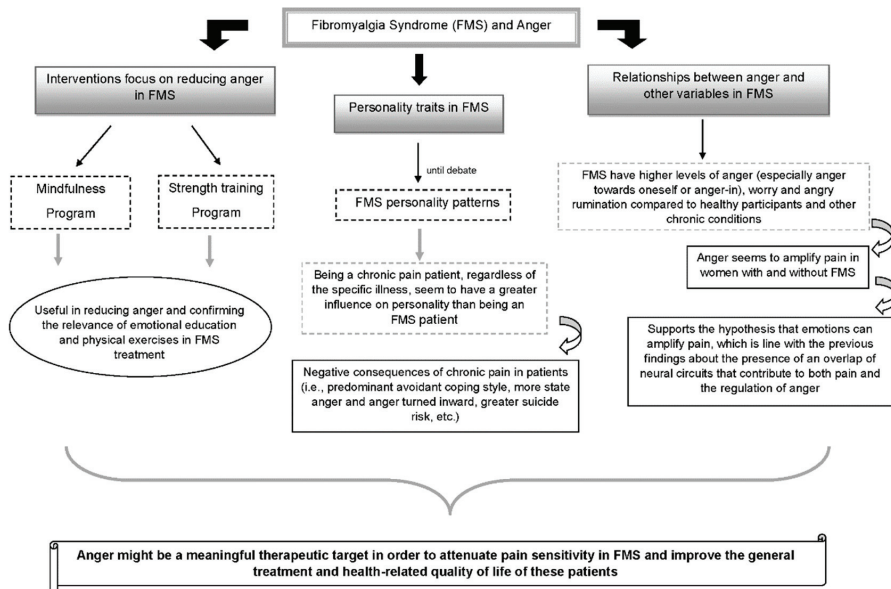 Fibromyalgia Syndrome (FMS) and Anger
Interventions focus on reducing anger
in FMS
Mindfulness
Program
Strength training
Program
Useful in reducing anger and confirming
the relevance of emotional education
and physical exercises in FMS
treatment
Personality traits in FMS
until debate
FMS personality patterns
Being a chronic pain patient, regardless
of the specific illness, seem to have a greater
influence on personality than being an
FMS patient
Negative consequences of chronic pain in patients
(i.e., predominant avoidant coping style, more state
anger and anger turned inward, greater suicide
risk, etc.)
Relationships between anger and
other variables in FMS
FMS have higher levels of anger (especially anger
towards oneself or anger-in), worry and angry
rumination compared to healthy participants and other
chronic conditions
Anger seems to amplify pain in
women with and without FMS
Supports the hypothesis that emotions can
amplify pain, which is line with the previous
findings about the presence of an overlap of
neural circuits that contribute to both pain and
the regulation of anger
Anger might be a meaningful therapeutic target in order to attenuate pain sensitivity in FMS and improve the general
treatment and health-related quality of life of these patients